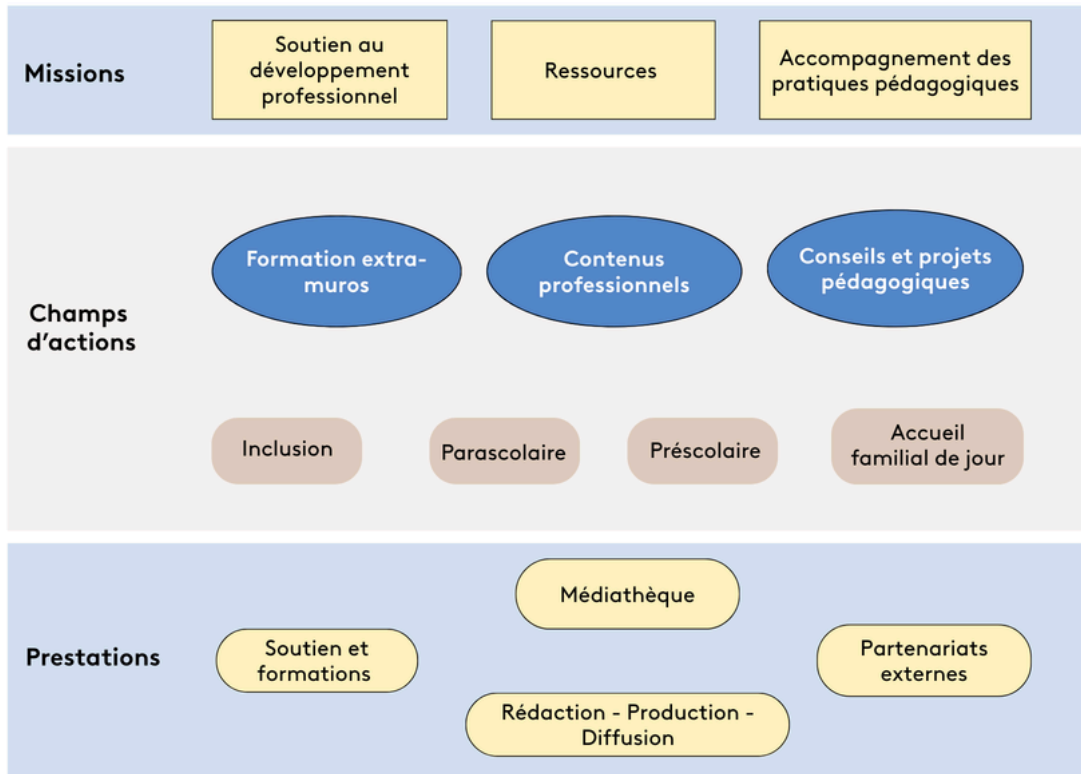 Missions
Soutien au
développement
professionnel
Ressources
Accompagnement des
pratiques pédagogiques
Champs
d’actions
Formation extra-
muros
Contenus
professionnels
Conseils et projets
pédagogiques
Inclusion
Parascolaire
Préscolaire
Accueil
familial de jour
Prestations
Médiathèque
Soutien et
formations
Partenariats
externes
Rédaction - Production -
Diffusion